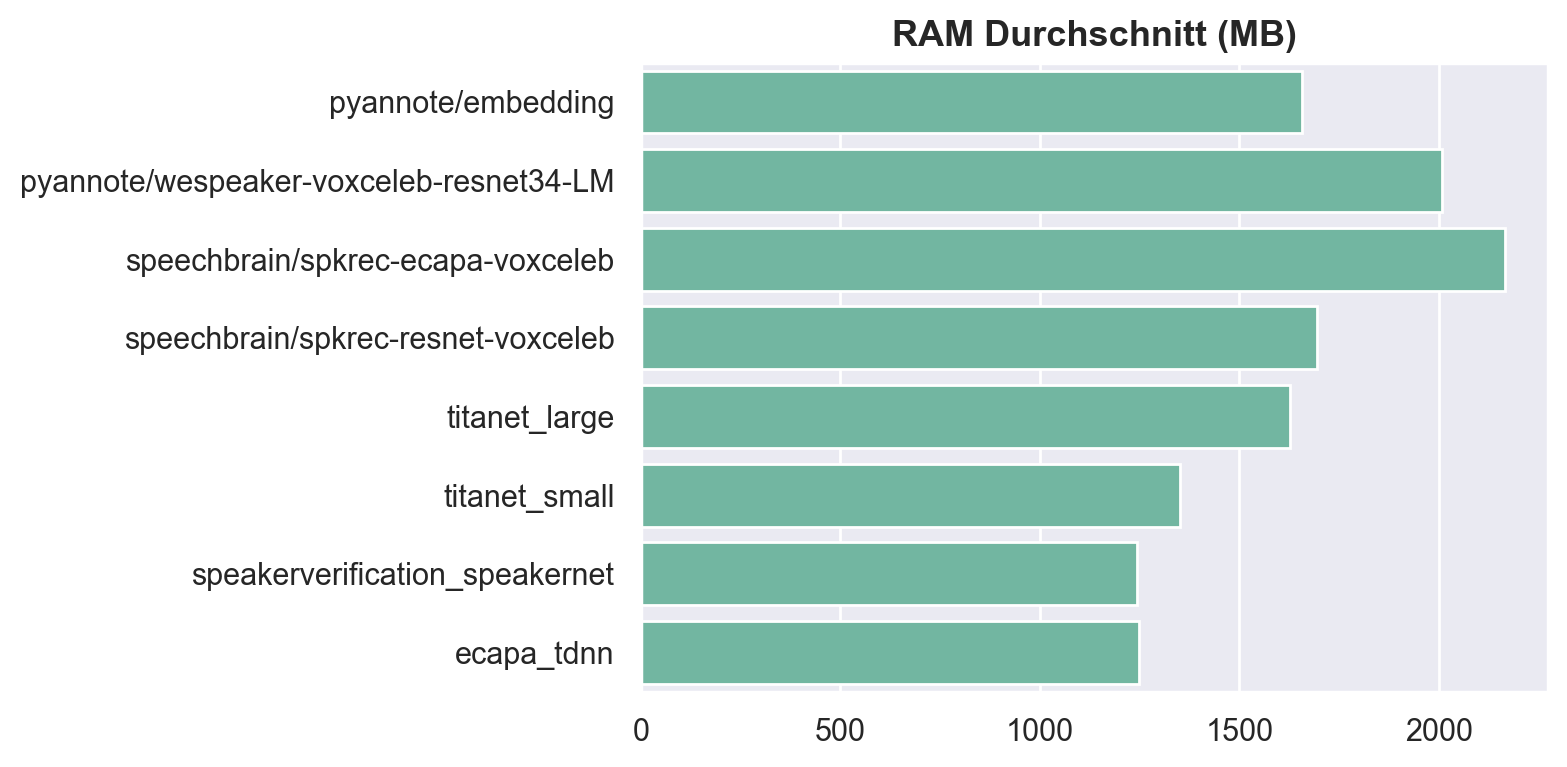 RAM Durchschnitt (MB)
pyannote/embedding
pyannote/wespeaker-voxceleb-resnet34-LM
speechbrain/spkrec-ecapa-voxceleb
speechbrain/spkrec-resnet-voxceleb
titanet_large
titanet_small
speakerverification_speakernet
ecapa_tdnn
0 500 1000 1500 2000